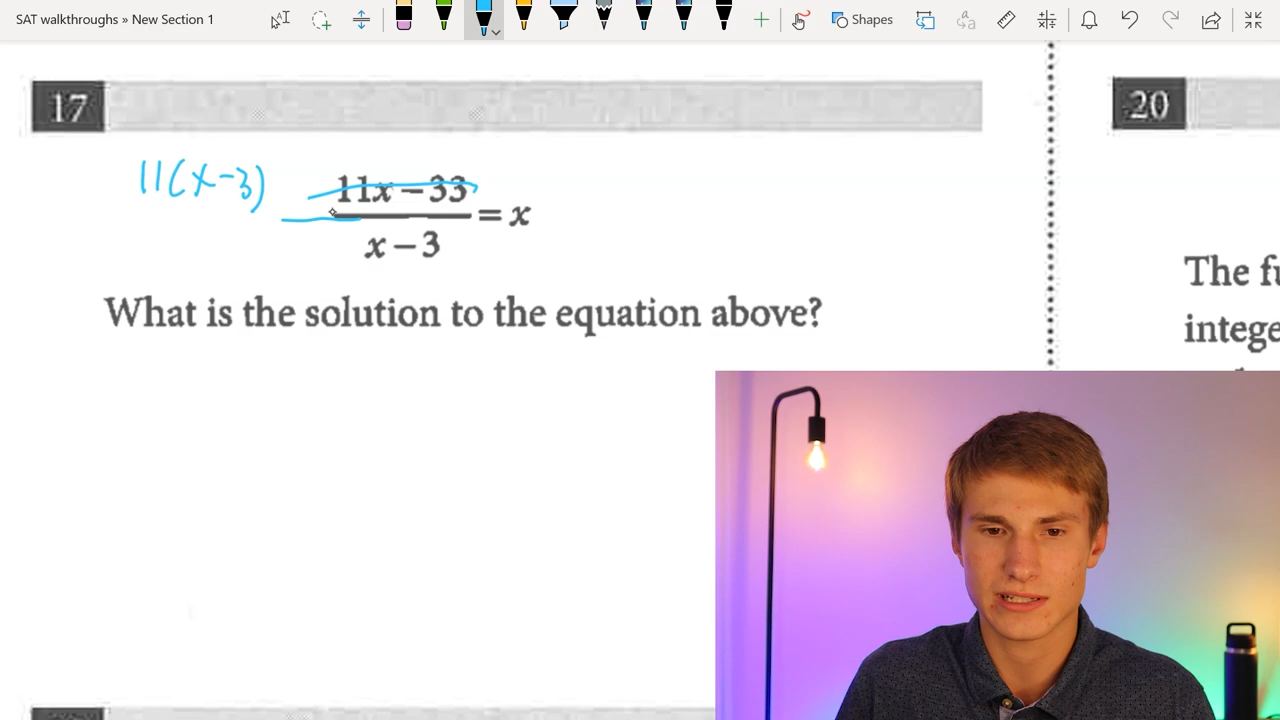 SAT walkthroughs » New Section 1
Shapes
17
11(x-3)
11x – 33
= x
x – 3
What is the solution to the equation above?
20
The fu
intege